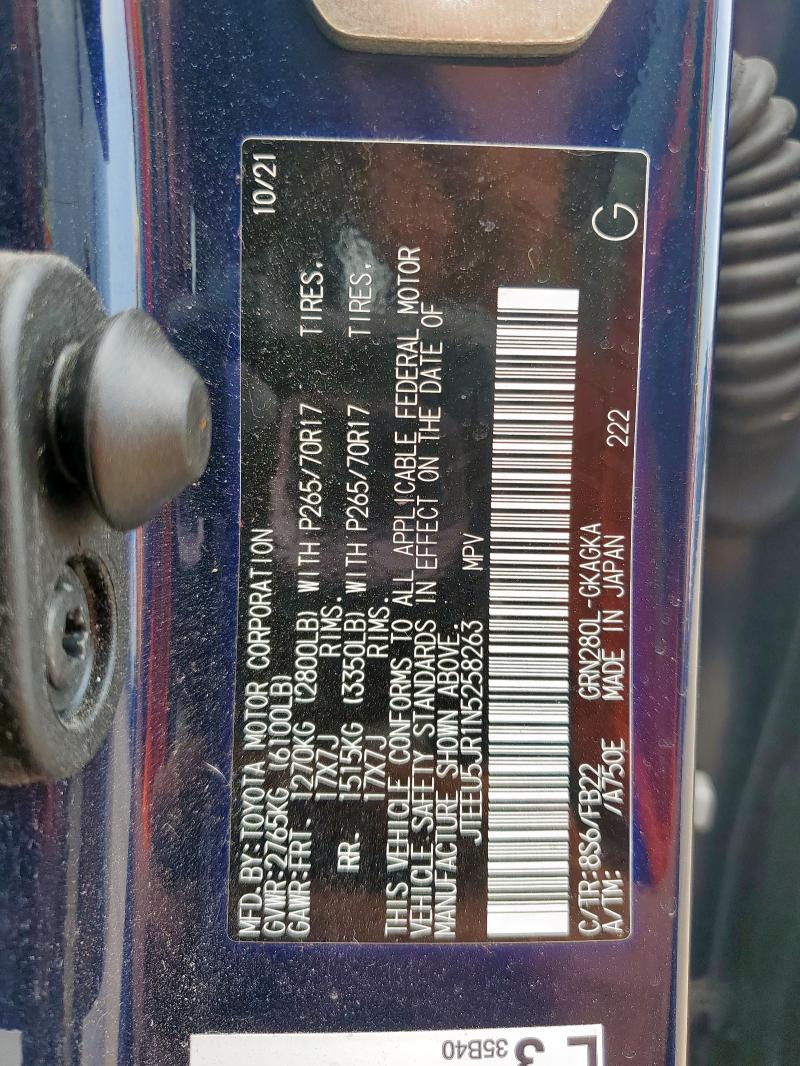 MFD.BY:TOYOTA MOTOR CORPORATION 10/21
GVWR:2765KG (6100LB)
GAWR:FRT. 1270KG (2800LB) WITH P265/70R17 TIRES,
17X7J RIMS.
RR. 1515KG (3350LB) WITH P265/70R17 TIRES,
17X7J RIMS.
THIS VEHICLE CONFORMS TO ALL APPLICABLE FEDERAL MOTOR
VEHICLE SAFETY STANDARDS IN EFFECT ON THE DATE OF
MANUFACTURE SHOWN ABOVE.
JTEEU5JR1N5258263 MPV
C/TR:8S6/FB22 GRN280L-GKAGKA
A/TM: /A750E MADE IN JAPAN 222 G
35B40